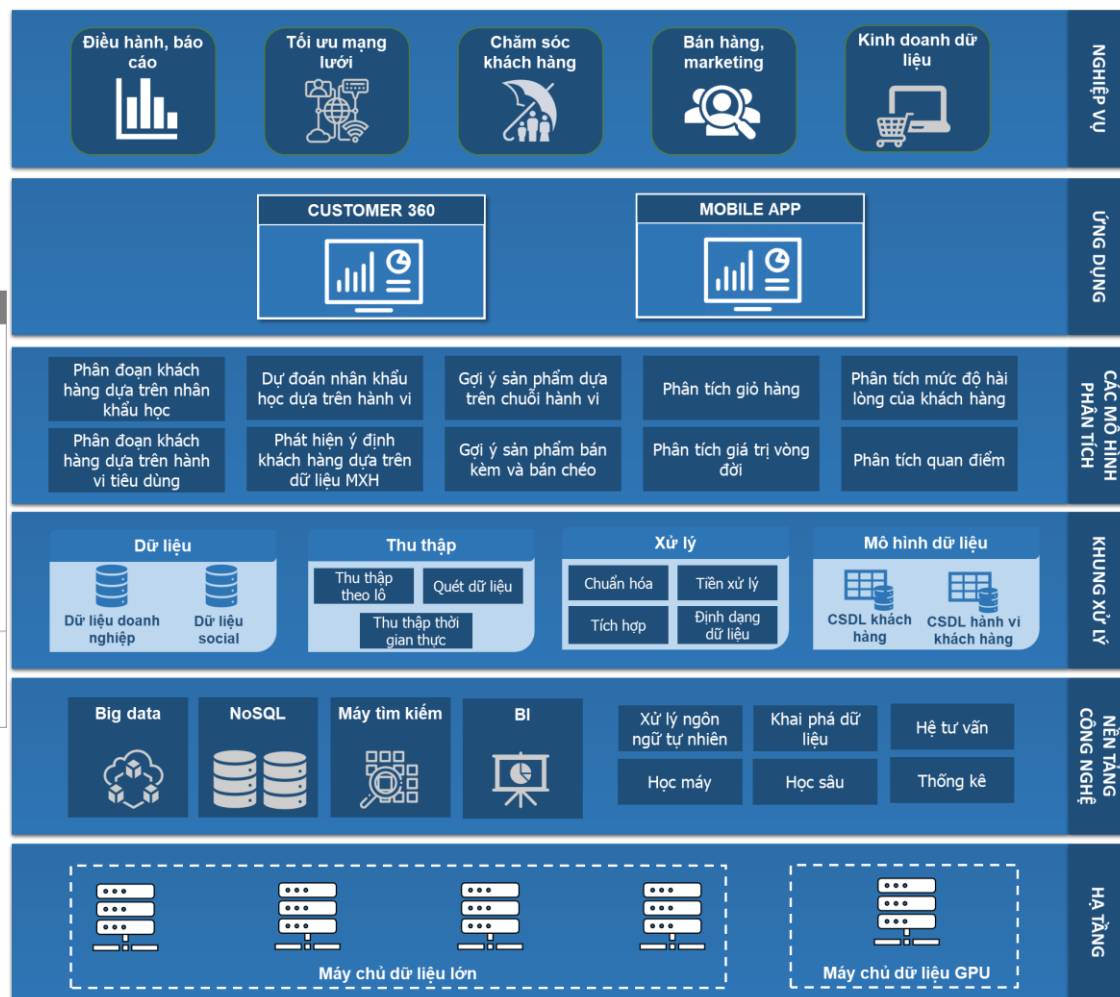 Điều hành, báo
cáo
Tối ưu mạng
lưới
Chăm sóc
khách hàng
Bán hàng,
marketing
Kinh doanh dữ
liệu
NGHIỆP VỤ
CUSTOMER 360
MOBILE APP
ỨNG DỤNG
Phân đoạn khách
hàng dựa trên nhân
khẩu học
Dự đoán nhân khẩu
học dựa trên hành vi
Gợi ý sản phẩm dựa
trên chuỗi hành vi
Phân tích giỏ hàng
Phân tích mức độ hài
lòng của khách hàng
Phân đoạn khách
hàng dựa trên hành
vi tiêu dùng
Phát hiện ý định
khách hàng dựa trên
dữ liệu MXH
Gợi ý sản phẩm bán
kèm và bán chéo
Phân tích giá trị vòng
đời
Phân tích quan điểm
CÁC MÔ HÌNH
PHÂN TÍCH
Dữ liệu
Dữ liệu doanh
nghiệp
Dữ liệu
social
Thu thập
Thu thập
theo lô
Quét dữ liệu
Thu thập thời
gian thực
Xử lý
Chuẩn hóa
Tiền xử lý
Tích hợp
Định dạng
dữ liệu
Mô hình dữ liệu
CSDL khách
hàng
CSDL hành vi
khách hàng
KHUNG XỬ LÝ
Big data
NoSQL
Máy tìm kiếm
BI
Xử lý ngôn
ngữ tự nhiên
Khai phá dữ
liệu
Hệ tư vấn
Học máy
Học sâu
Thống kê
NỀN TẢNG
CÔNG NGHỆ
Máy chủ dữ liệu lớn
Máy chủ dữ liệu GPU
HẠ TẦNG